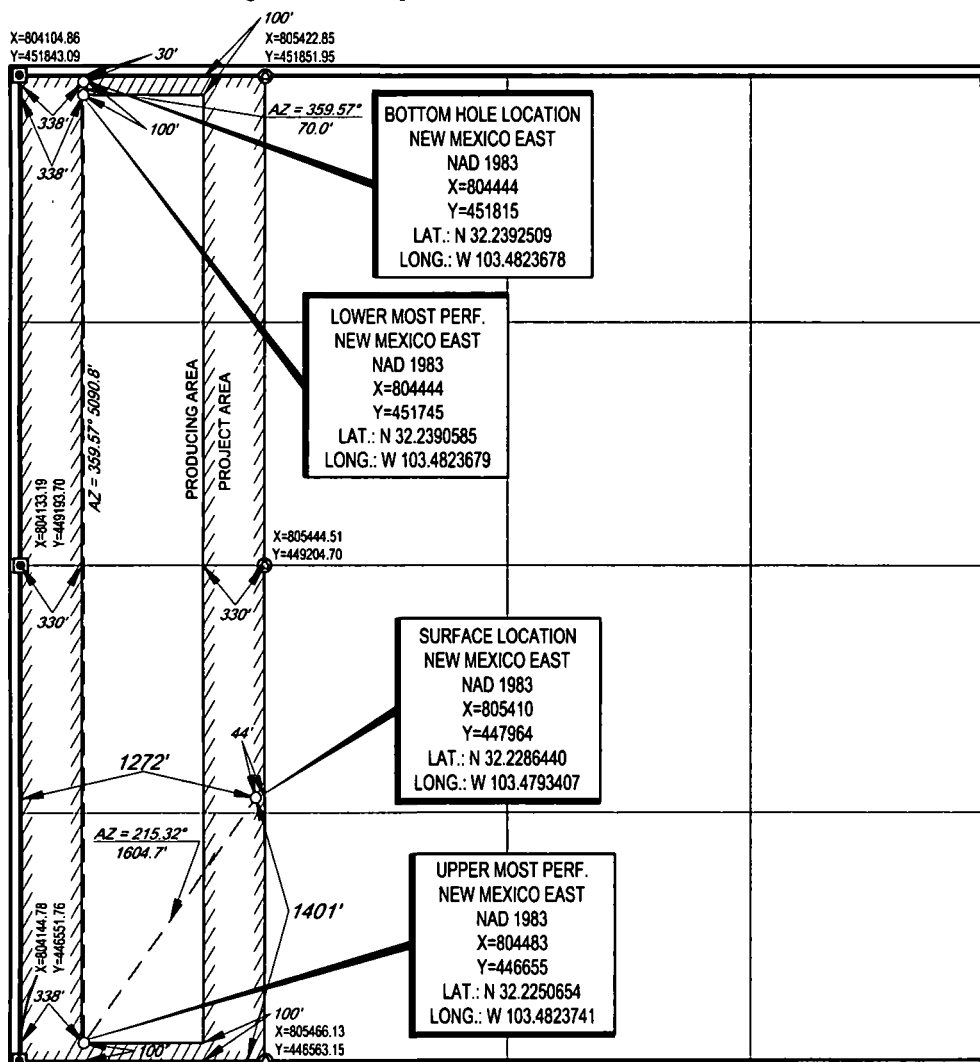 100'
X=804104.86
Y=451843.09
30'
X=805422.85
Y=451851.95
338'
100'
338'
AZ = 359.57°
70.0'
BOTTOM HOLE LOCATION
NEW MEXICO EAST
NAD 1983
X=804444
Y=451815
LAT.: N 32.2392509
LONG.: W 103.4823678
LOWER MOST PERF.
NEW MEXICO EAST
NAD 1983
X=804444
Y=451745
LAT.: N 32.2390585
LONG.: W 103.4823679
AZ = 359.57° 5090.8'
PRODUCING AREA
PROJECT AREA
X=804133.19
Y=449193.70
X=805444.51
Y=449204.70
330'
330'
SURFACE LOCATION
NEW MEXICO EAST
NAD 1983
X=805410
Y=447964
LAT.: N 32.2286440
LONG.: W 103.4793407
44'
1272'
AZ = 215.32°
1604.7'
1401'
UPPER MOST PERF.
NEW MEXICO EAST
NAD 1983
X=804483
Y=446655
LAT.: N 32.2250654
LONG.: W 103.4823741
X=804144.78
Y=446551.76
338'
100'
100'
X=805466.13
Y=446563.15